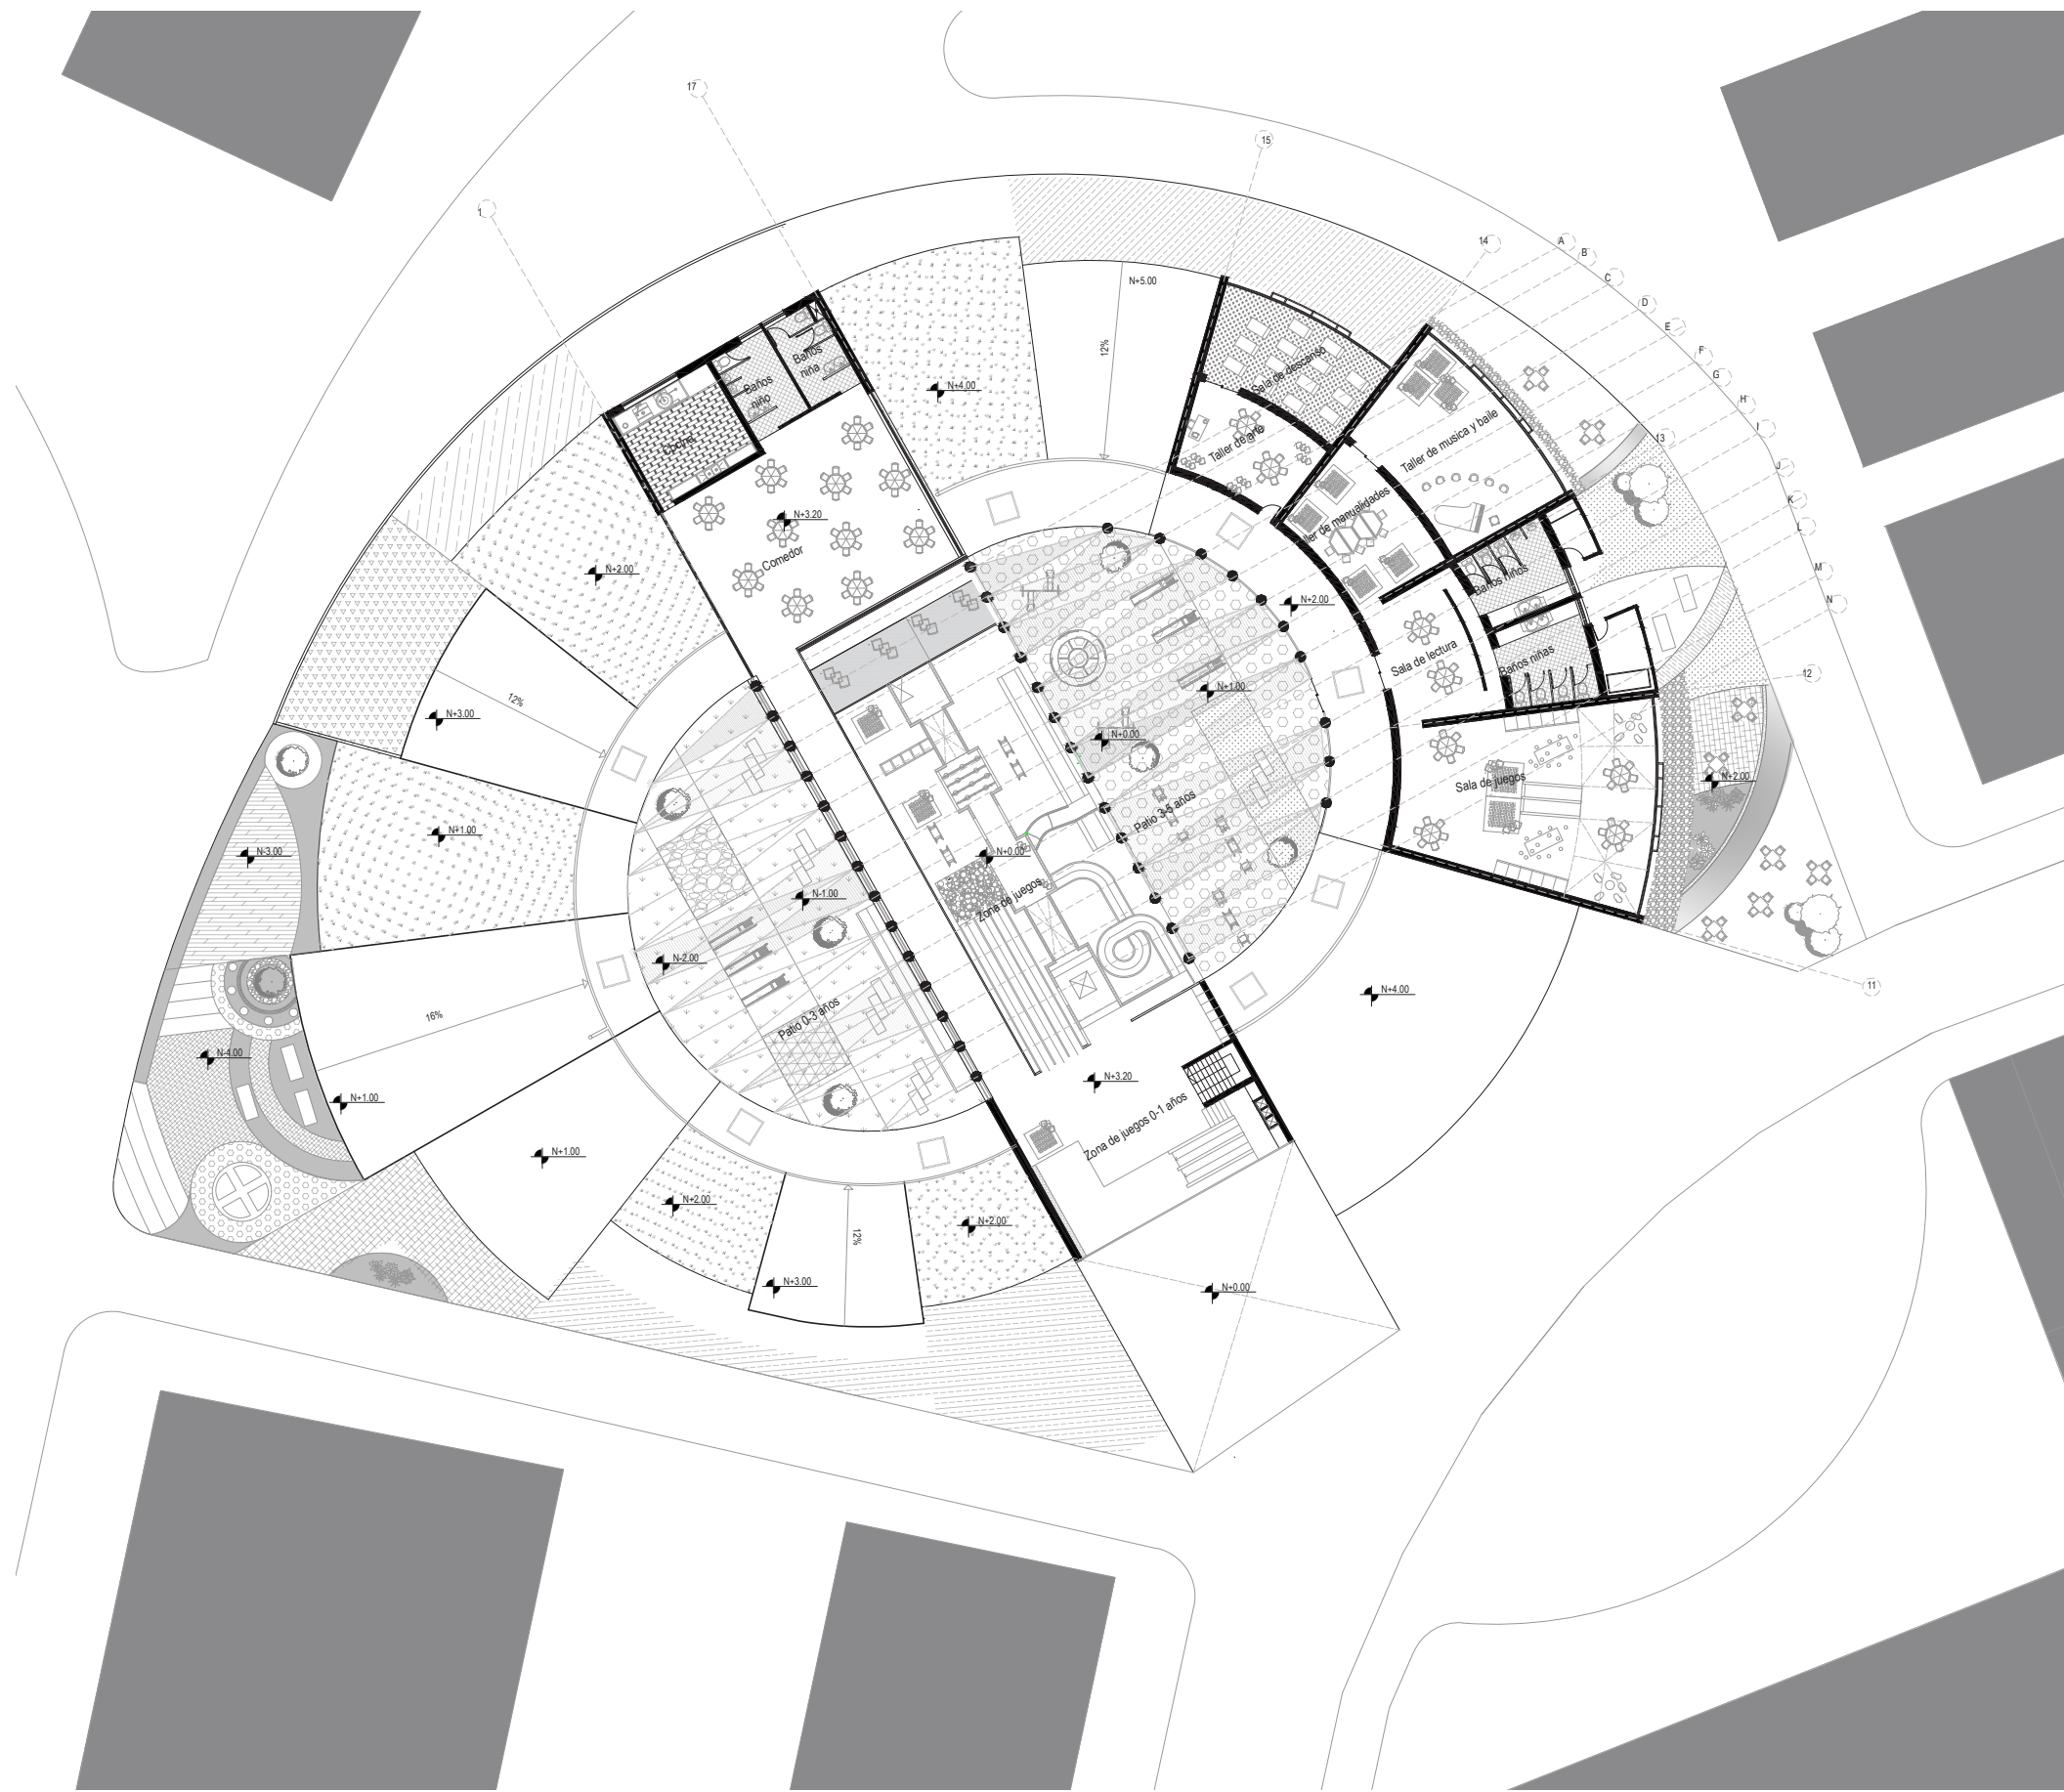 17
1
15
14
A
B
C
D
E
F
G
H
I
J
K
L
M
N
13
12
11
N+5.00
12%
N+4.00
Baños
niña
Baños
niño
Cocina
N+3.20
Comedor
Sala de descanso
Taller de arte
Taller de musica y baile
Taller de manualidades
Baños niños
Baños niñas
Sala de lectura
Sala de juegos
N+2.00
N+2.00
N+2.00
12%
N+3.00
N+1.00
N+0.00
Patio 3-5 años
N+0.00
Zona de juegos
N+1.00
N-3.00
N-1.00
N-2.00
Patio 0-3 años
16%
N-4.00
N+1.00
N+1.00
N+4.00
N+3.20
Zona de juegos 0-1 años
N+2.00
N+2.00
12%
N+3.00
N+0.00